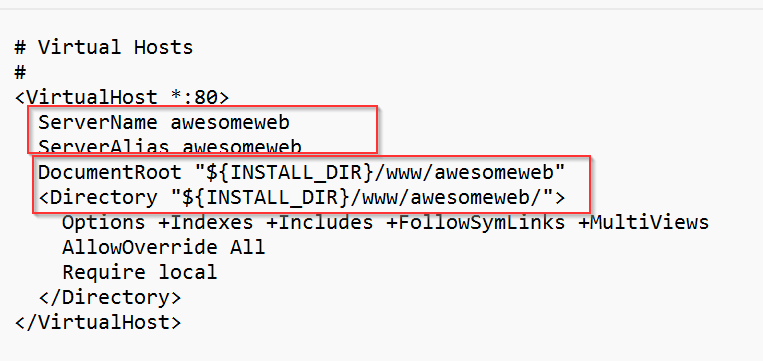 # Virtual Hosts
#
<VirtualHost *:80>
ServerName awesomeweb
ServerAlias awesomeweb
DocumentRoot "${INSTALL_DIR}/www/awesomeweb"
<Directory "${INSTALL_DIR}/www/awesomeweb/">
Options +Indexes +Includes +FollowSymLinks +MultiViews
AllowOverride All
Require local
</Directory>
</VirtualHost>